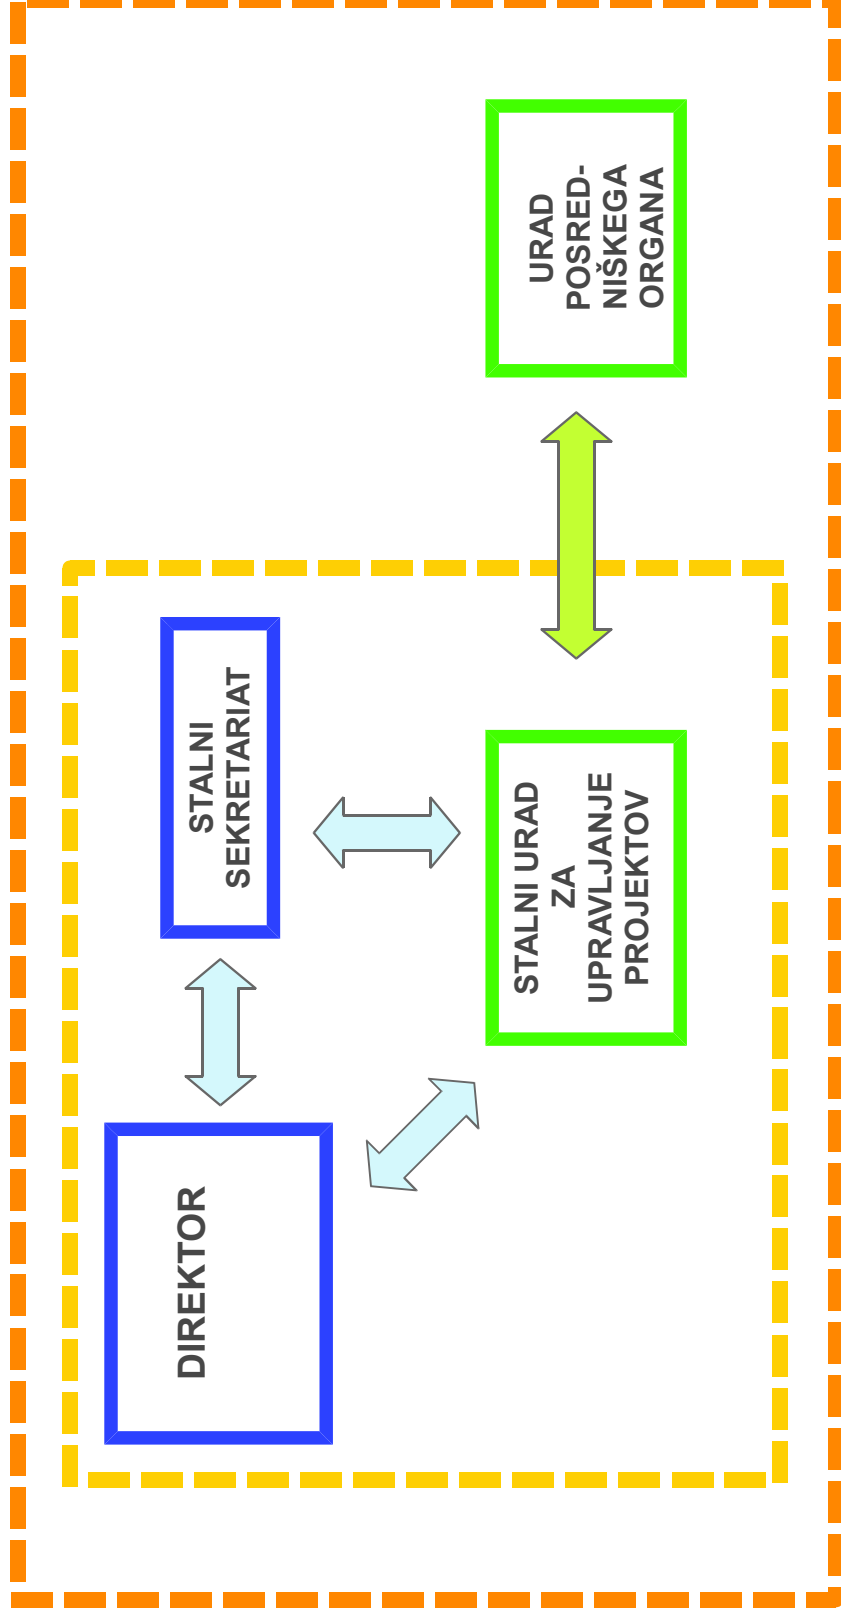 DIREKTOR
STALNI
SEKRETARIAT
STALNI URAD
ZA
UPRAVLJANJE
PROJEKTOV
URAD
POSRED-
NIŠKEGA
ORGANA